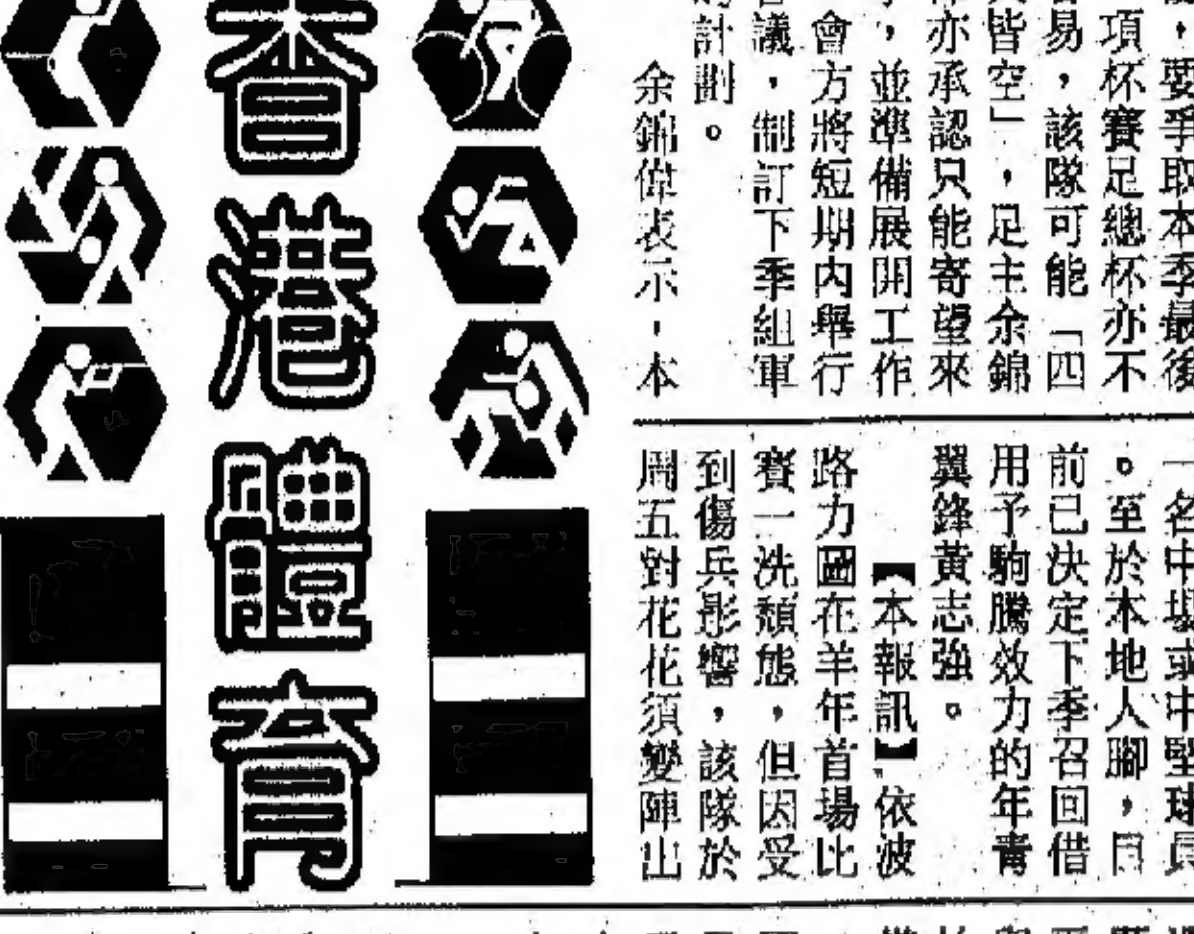 香港體育
，要爭取本季最後
項杯賽足總杯亦不
易，該隊可能「四
皆空」，足主余錦
亦承認只能寄望來
，並準備展開工作
會方將短期內舉行
議，制訂下季組軍
計劃。
余錦偉表示，本
一名中場或中堅球員
。至於本地人腳，目
前已決定下季召回借
用予駒騰效力的年青
翼鋒黃志強。
【本報訊】依波
路力圖在羊年首場比
賽一洗頹態，但因受
到傷兵影響，該隊於
周五對花花須變陣出